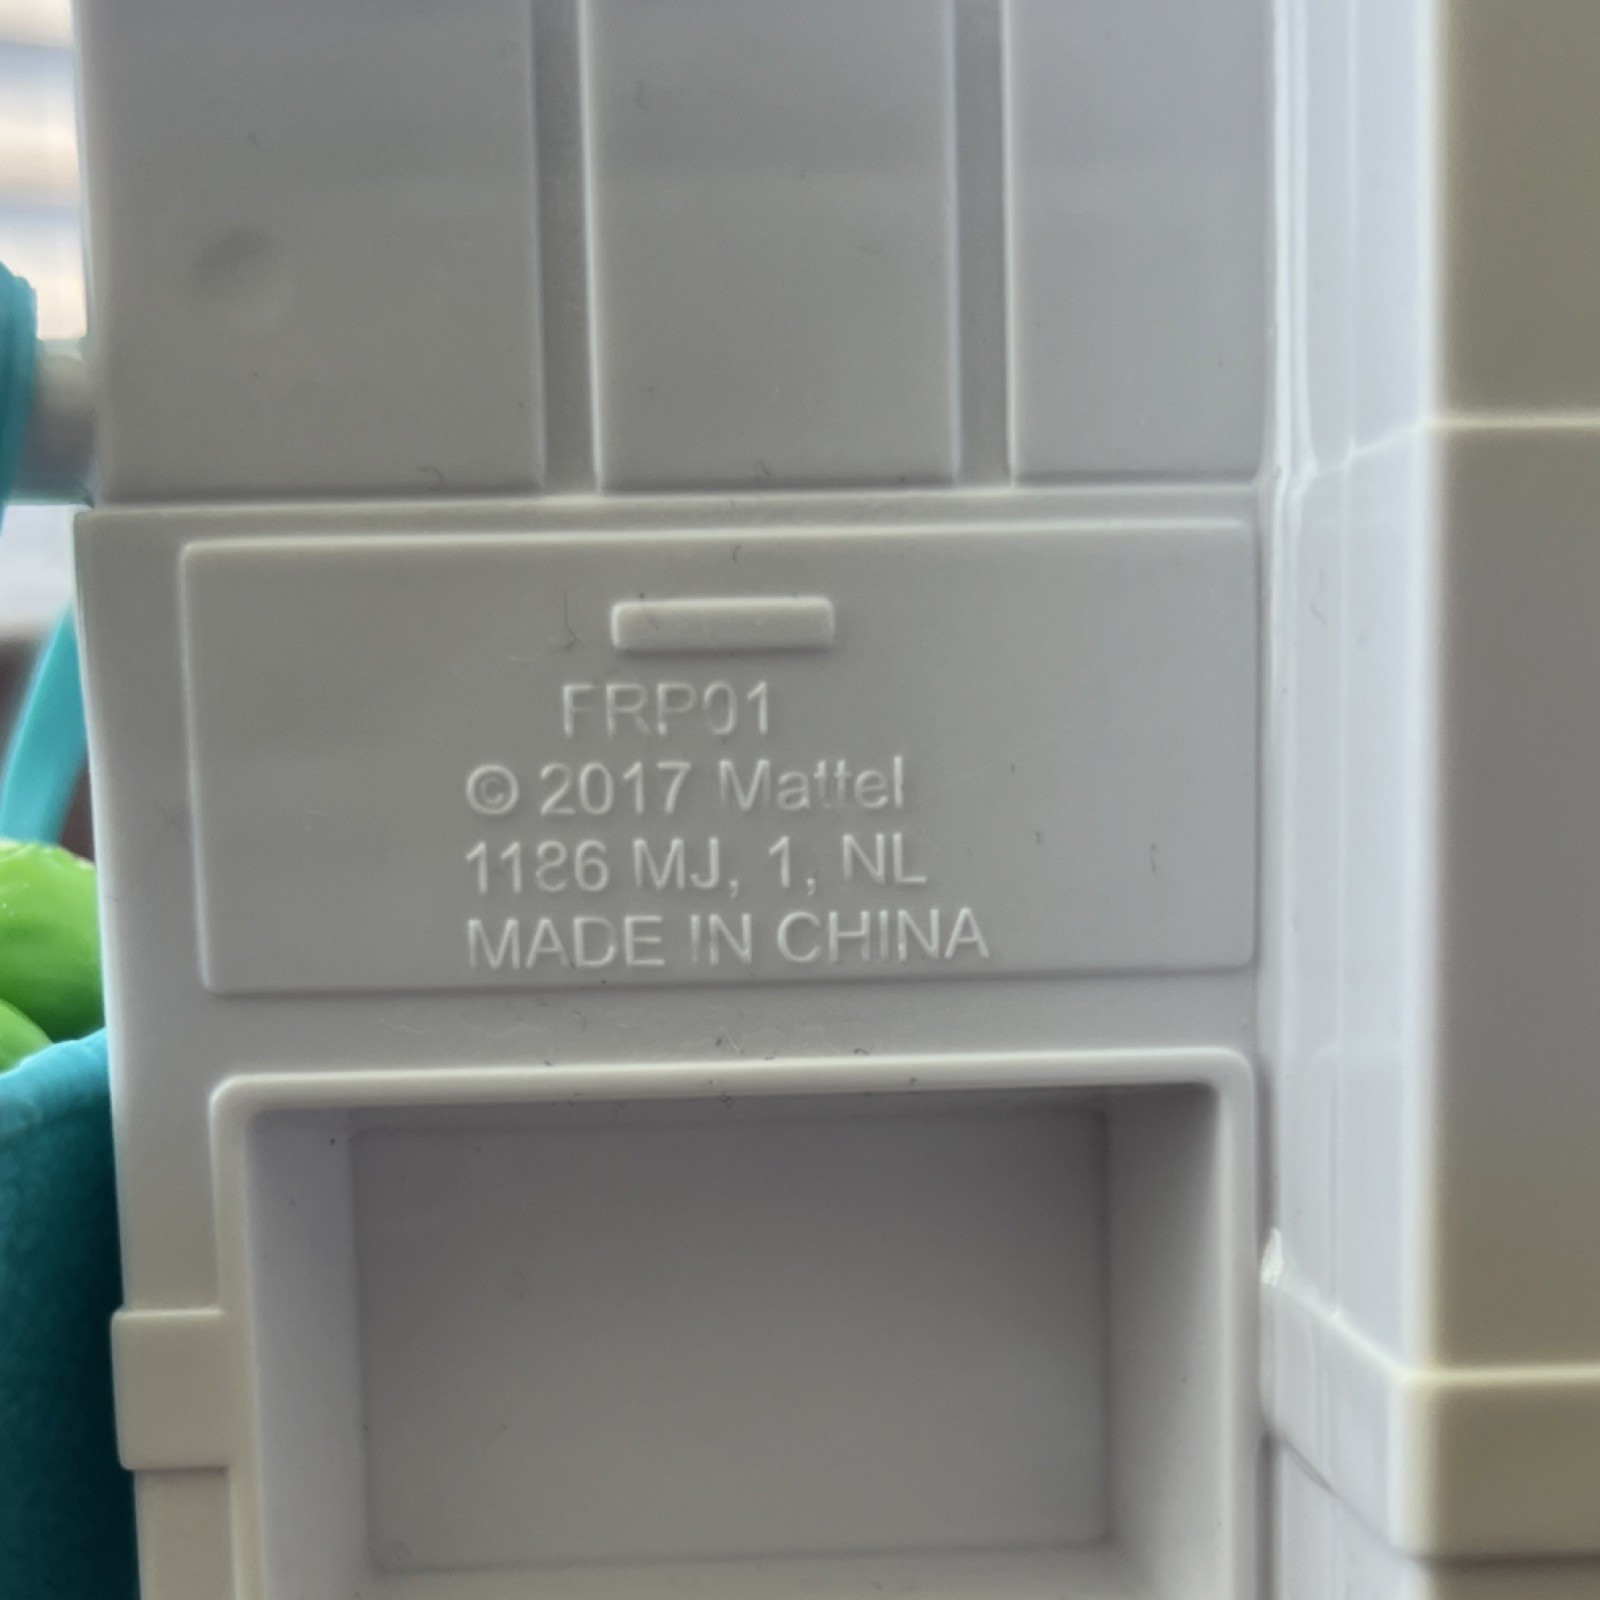 FRP01
© 2017 Mattel
1186 MJ, 1, NL
MADE IN CHINA